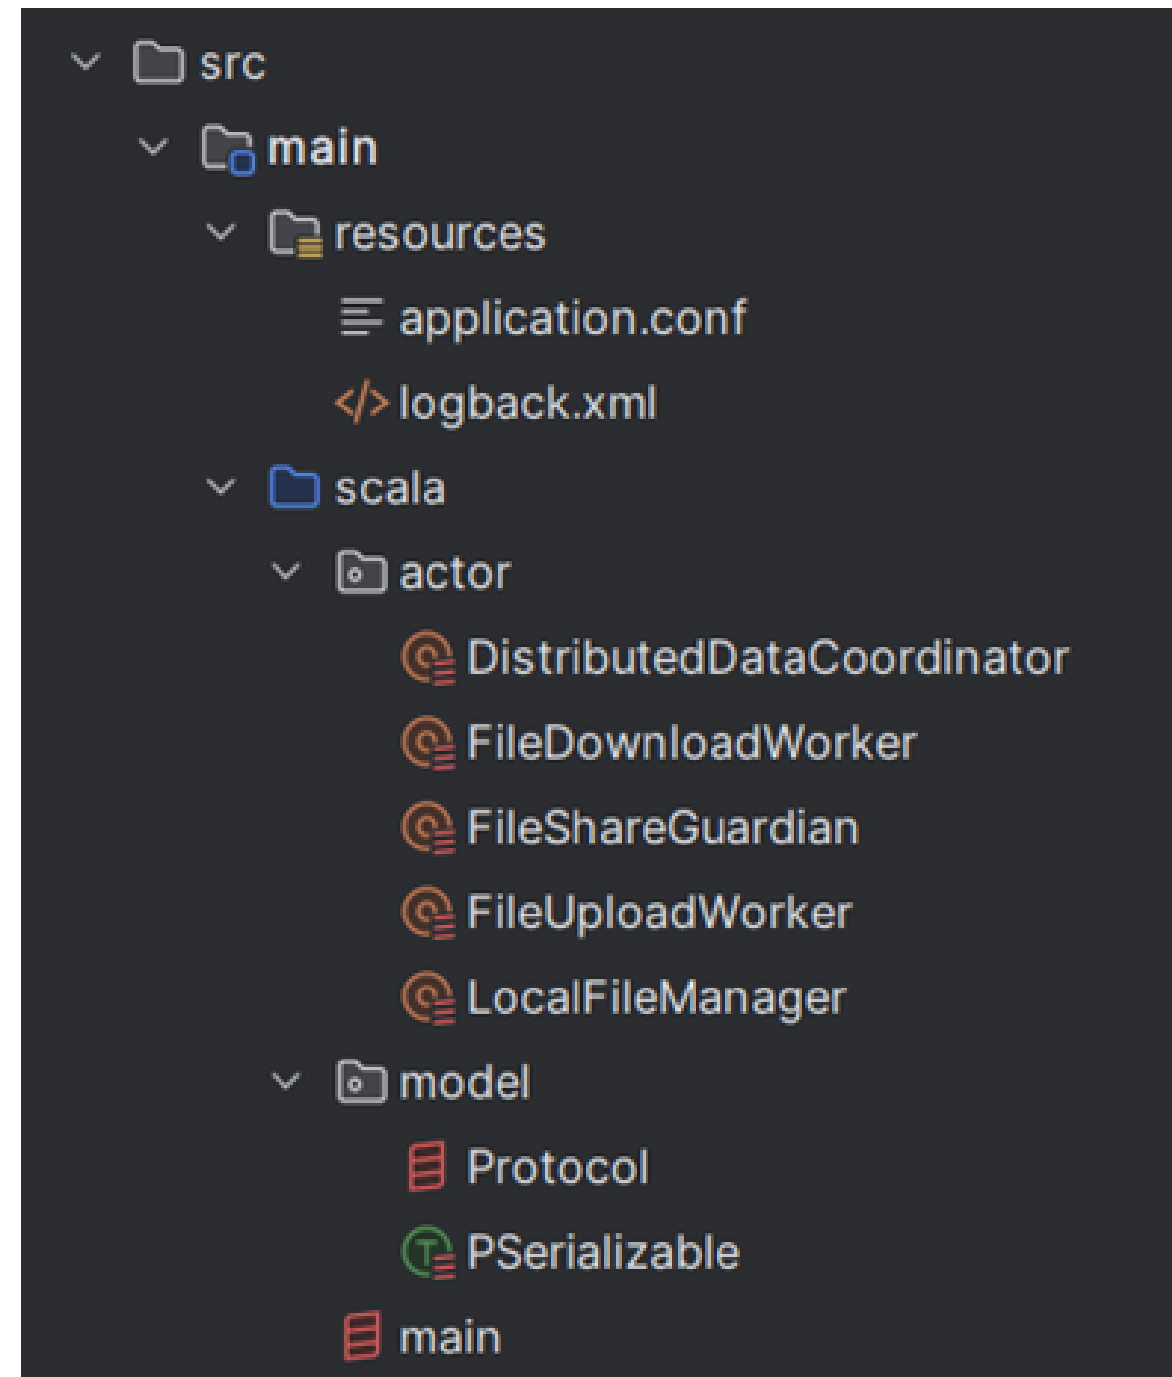 src
main
resources
application.conf
logback.xml
scala
actor
DistributedDataCoordinator
FileDownloadWorker
FileShareGuardian
FileUploadWorker
LocalFileManager
model
Protocol
PSerializable
main